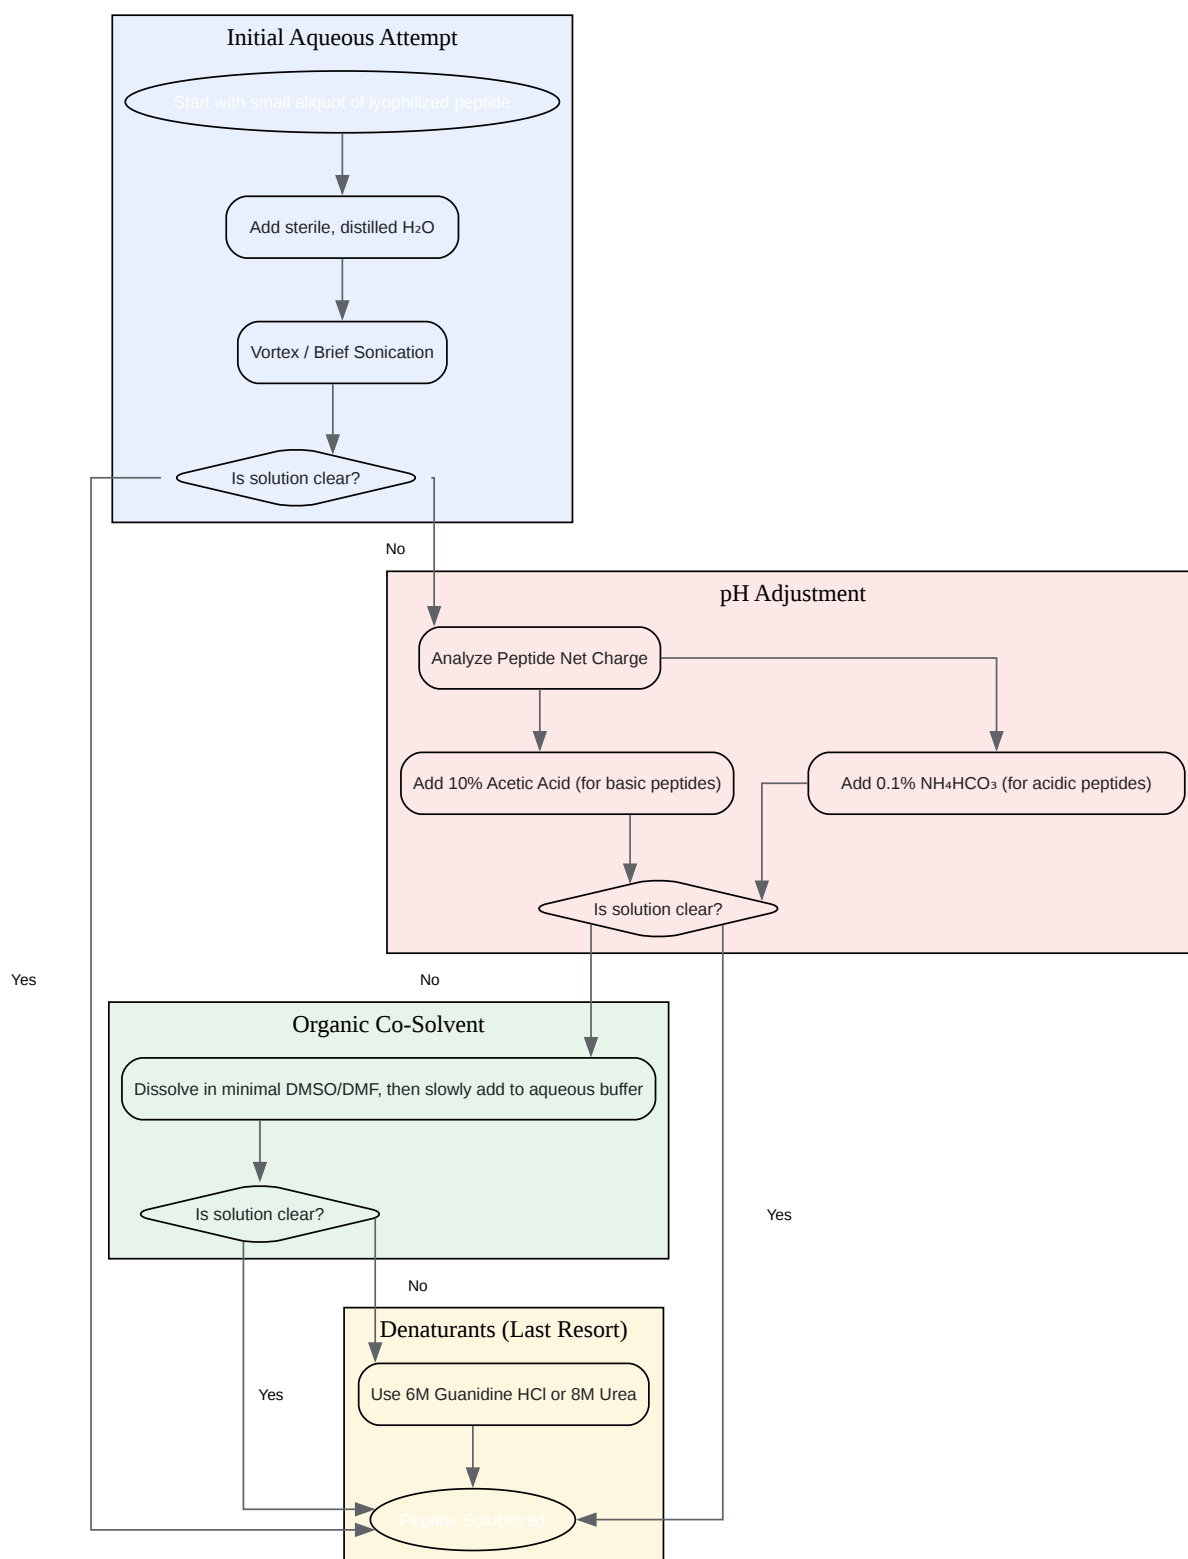 Initial Aqueous Attempt
Start with small aliquot of lyophilized peptide
Add sterile, distilled H₂O
Vortex / Brief Sonication
Is solution clear?
No
pH Adjustment
Analyze Peptide Net Charge
Add 10% Acetic Acid (for basic peptides)
Add 0.1% NH₄HCO₃ (for acidic peptides)
Is solution clear?
Yes
No
Organic Co-Solvent
Dissolve in minimal DMSO/DMF, then slowly add to aqueous buffer
Is solution clear?
Yes
No
Denaturants (Last Resort)
Yes
Use 6M Guanidine HCl or 8M Urea
Peptide Solubilized